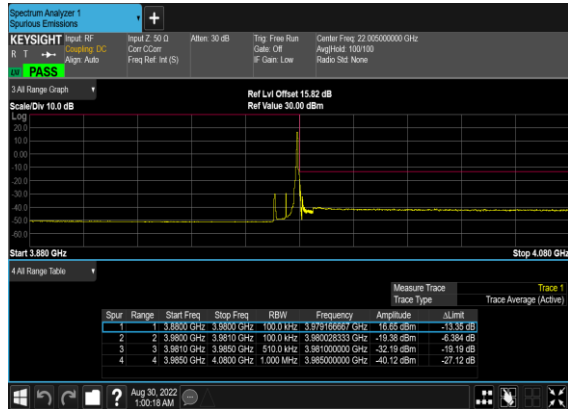 Spectrum Analyzer 1
Spurious Emissions
KEYSIGHT Input: RF Input Z: 50 Ω Atten: 30 dB Trig: Free Run Center Freq: 22.005000000 GHz
R T Coupling: DC Corr CCorr Gate: Off Avg|Hold: 100/100
Align: Auto Freq Ref: Int (S) IF Gain: Low Radio Std: None
PASS
3 All Range Graph
Ref Lvl Offset 15.82 dB
Scale/Div 10.0 dB Ref Value 30.00 dBm
Log
20.0
10.0
0.00
-10.0
-20.0
-30.0
-40.0
-50.0
-60.0
Start 3.880 GHz Stop 4.080 GHz
4 All Range Table
Measure Trace Trace 1
Trace Type Trace Average (Active)
Spur Range Start Freq Stop Freq RBW Frequency Amplitude ΔLimit
1 1 3.8800 GHz 3.9800 GHz 100.0 kHz 3.979166667 GHz 16.65 dBm -13.35 dB
2 2 3.9800 GHz 3.9810 GHz 100.0 kHz 3.980028333 GHz -19.38 dBm -6.384 dB
3 3 3.9810 GHz 3.9850 GHz 510.0 kHz 3.981000000 GHz -32.19 dBm -19.19 dB
4 4 3.9850 GHz 4.0800 GHz 1.000 MHz 3.985000000 GHz -40.12 dBm -27.12 dB
Aug 30, 2022
1:00:18 AM